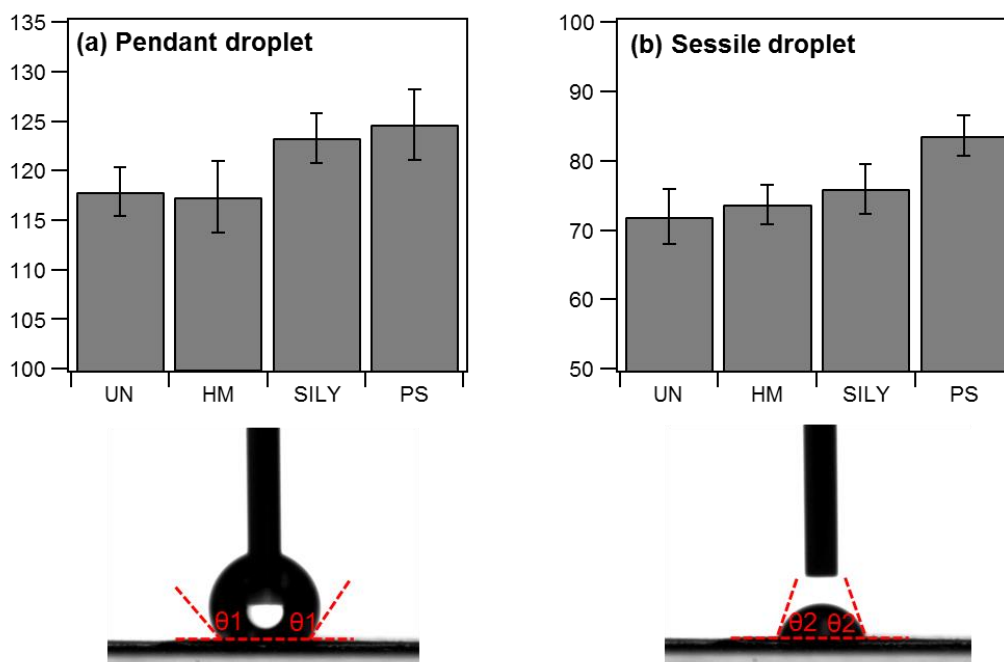 (a) Pendant droplet
135
130
125
120
115
110
105
100
UN HM SILY PS
(b) Sessile droplet
100
90
80
70
60
50
UN HM SILY PS
θ1 θ1
θ2 θ2